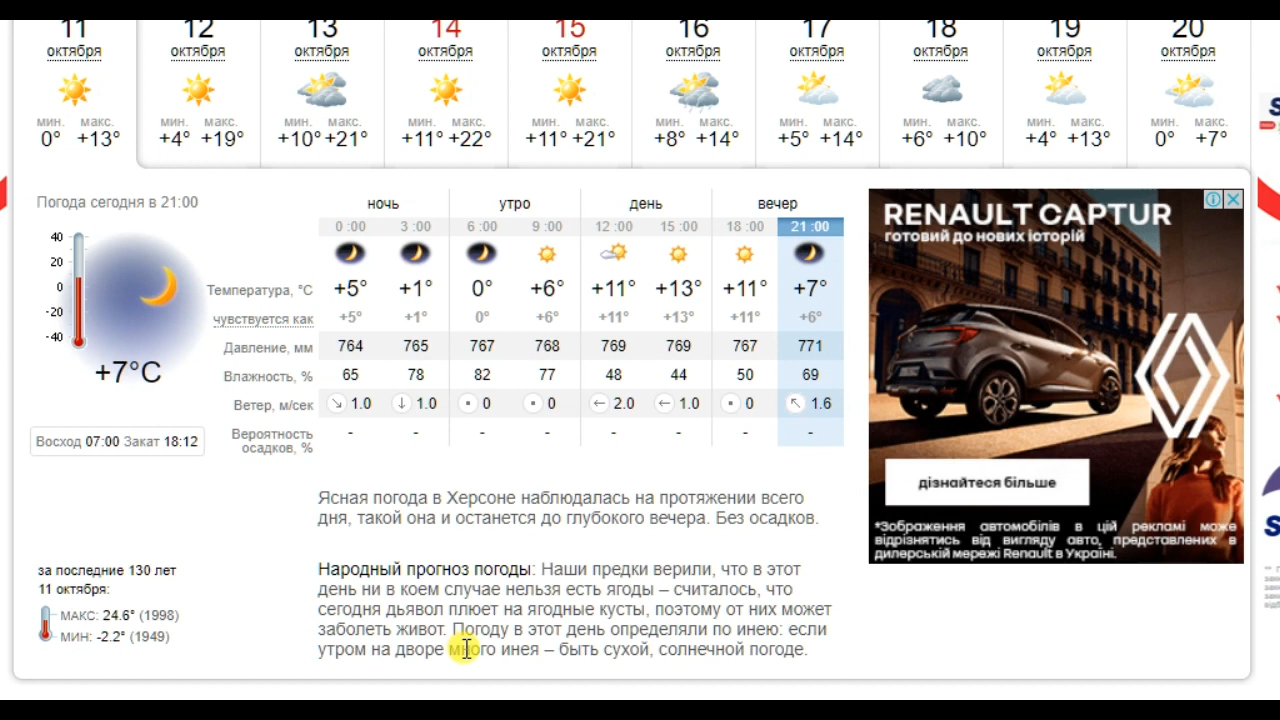 11 12 13 14 15 16 17 18 19 20
октября октября октября октября октября октября октября октября октября октября
мин. макс. мин. макс. мин. макс. мин. макс. мин. макс. мин. макс. мин. макс. мин. макс. мин. макс. мин. макс.
0° +13° +4° +19° +10° +21° +11° +22° +11° +21° +8° +14° +5° +14° +6° +10° +4° +13° 0° +7°
Погода сегодня в 21:00
40
20
0
-20
-40
+7°C
Восход 07:00 Закат 18:12
ночь утро день вечер
0 :00 3 :00 6 :00 9 :00 12 :00 15 :00 18 :00 21 :00
Температура, °C +5° +1° 0° +6° +11° +13° +11° +7°
чувствуется как +5° +1° 0° +6° +11° +13° +11° +6°
Давление, мм 764 765 767 768 769 769 767 771
Влажность, % 65 78 82 77 48 44 50 69
Ветер, м/сек 1.0 1.0 0 0 2.0 1.0 0 1.6
Вероятность
осадков, % - - - - - - - -
Ясная погода в Херсоне наблюдалась на протяжении всего
дня, такой она и останется до глубокого вечера. Без осадков.
за последние 130 лет
11 октября:
МАКС: 24.6° (1998)
МИН: -2.2° (1949)
Народный прогноз погоды: Наши предки верили, что в этот
день ни в коем случае нельзя есть ягоды – считалось, что
сегодня дьявол плюет на ягодные кусты, поэтому от них может
заболеть живот. Погоду в этот день определяли по инею: если
утром на дворе много инея – быть сухой, солнечной погоде.
RENAULT CAPTUR
готовий до нових історій
дізнайтеся більше
*Зображення автомобілів в цій рекламі може
відрізнятись від вигляду авто, представлених в
дилерській мережі Renault в Україні.